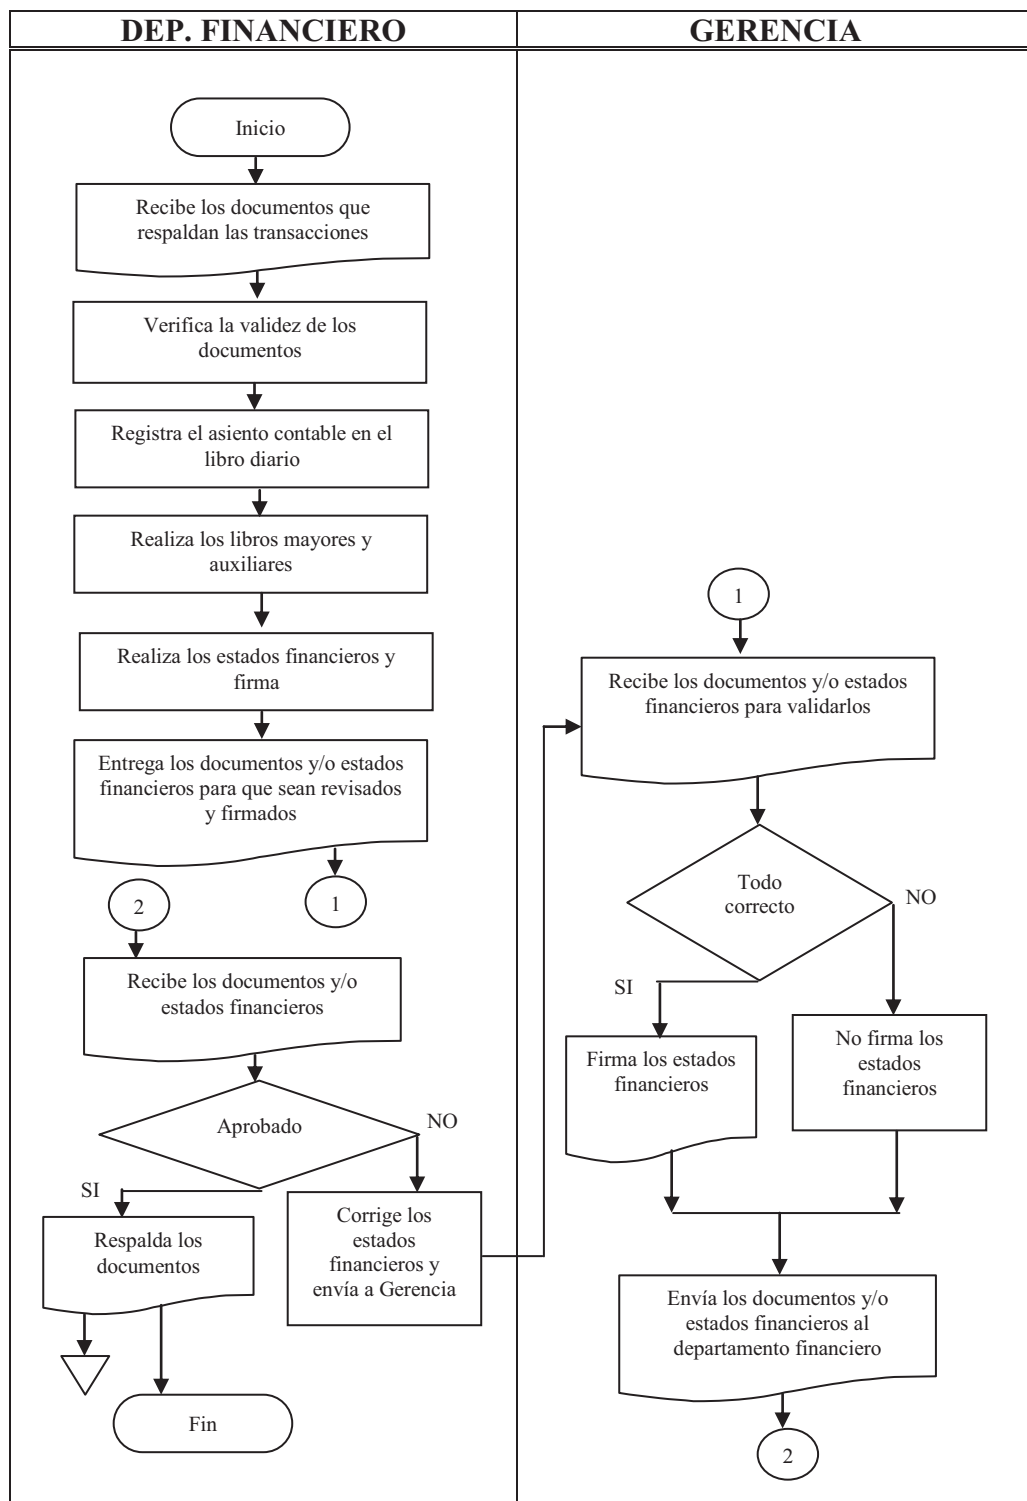 DEP. FINANCIERO
GERENCIA
Inicio
Recibe los documentos que
respaldan las transacciones
Verifica la validez de los
documentos
Registra el asiento contable en el
libro diario
Realiza los libros mayores y
auxiliares
Realiza los estados financieros y
firma
Entrega los documentos y/o estados
financieros para que sean revisados
y firmados
1
2
Recibe los documentos y/o
estados financieros
Aprobado
NO
SI
Respalda los
documentos
Corrige los
estados
financieros y
envía a Gerencia
Fin
1
Recibe los documentos y/o estados
financieros para validarlos
Todo
correcto
NO
SI
Firma los estados
financieros
No firma los
estados
financieros
Envía los documentos y/o
estados financieros al
departamento financiero
2